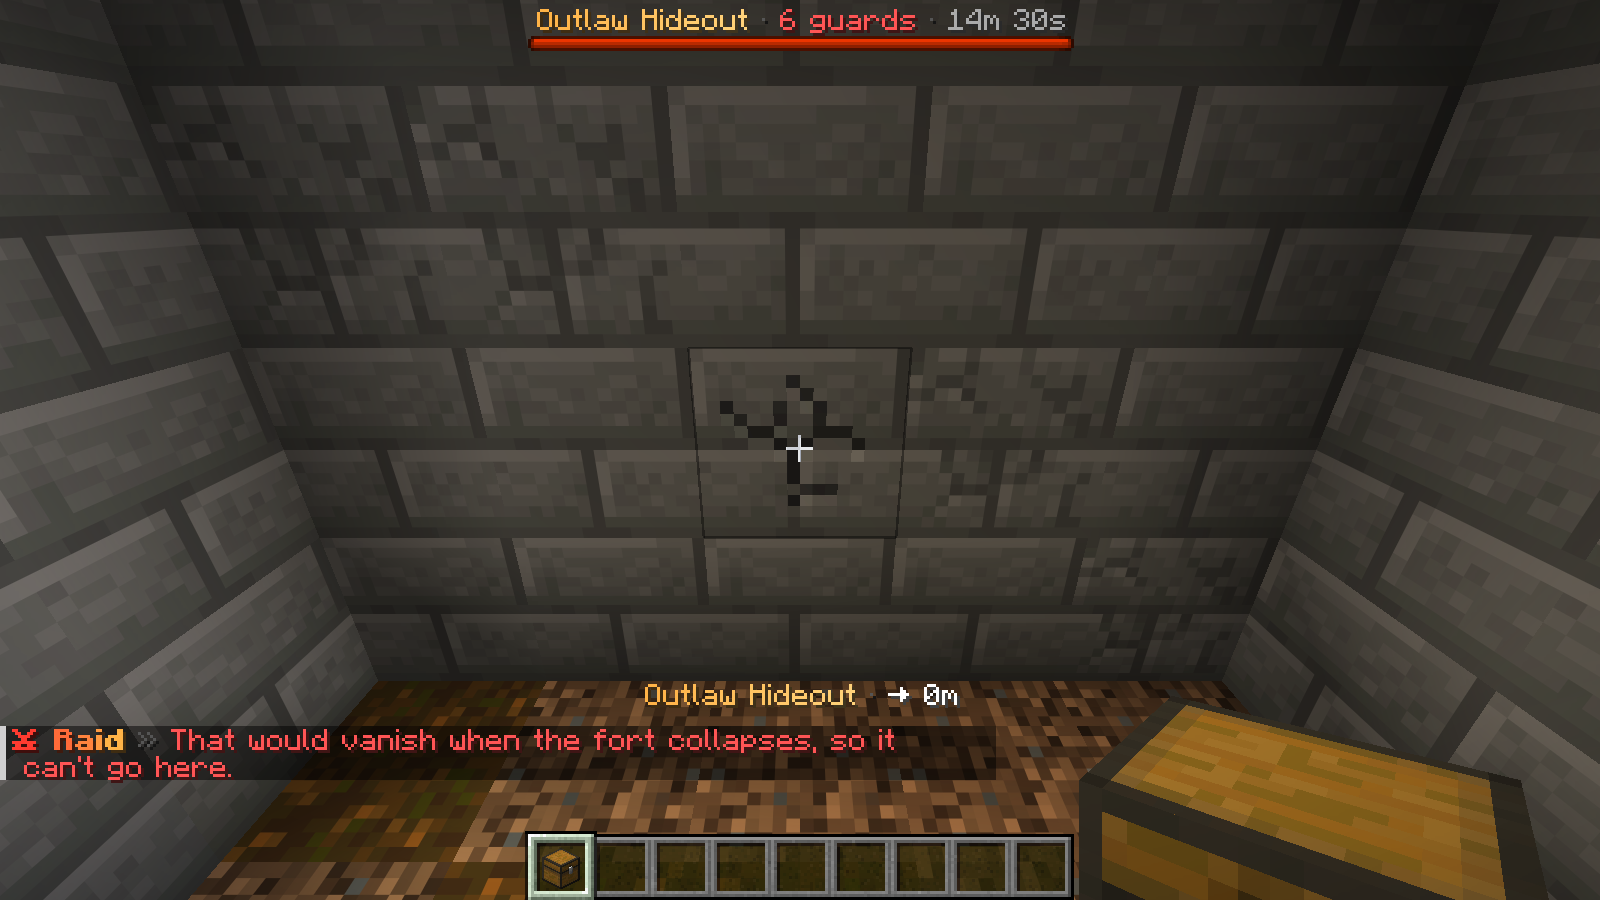 Outlaw Hideout · 6 guards · 14m 30s
Outlaw Hideout · → 0m
Raid » That would vanish when the fort collapses, so it
can't go here.